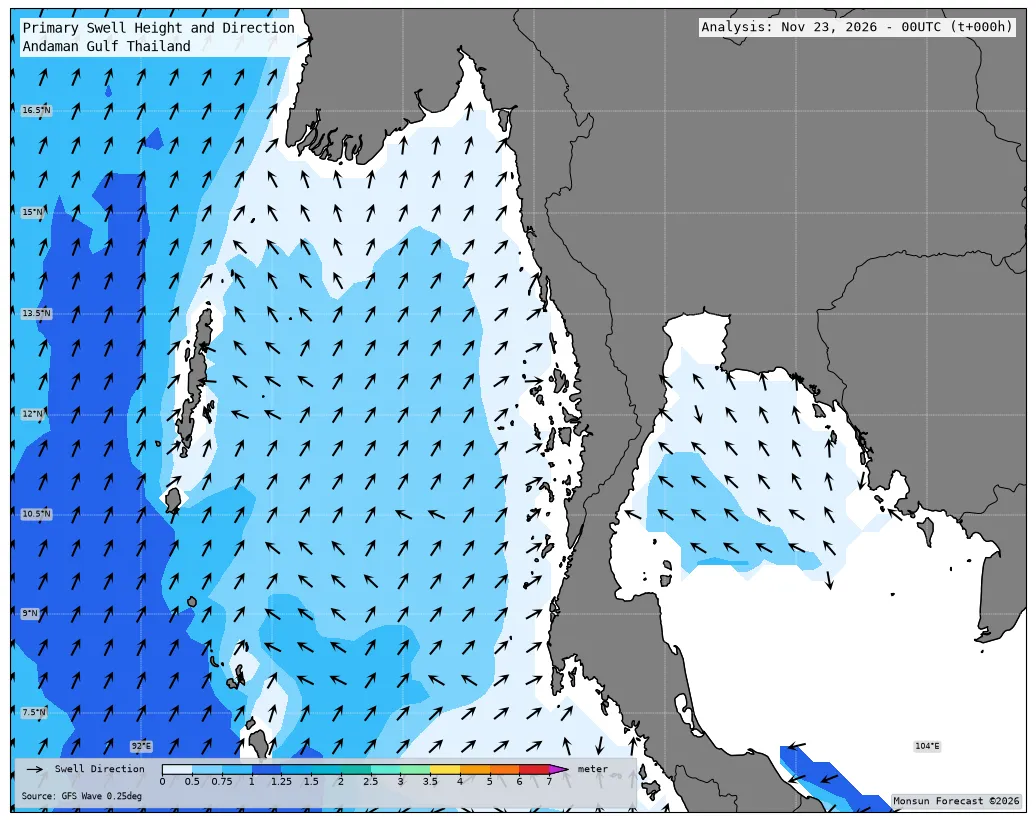 Primary Swell Height and Direction
Andaman Gulf Thailand
Analysis: Nov 23, 2026 - 00UTC (t+000h)
16.5°N
15°N
13.5°N
12°N
10.5°N
9°N
7.5°N
92°E
104°E
Swell Direction
0 0.5 0.75 1 1.25 1.5 2 2.5 3 3.5 4 5 6 7 meter
Source: GFS Wave 0.25deg
Monsun Forecast ©2026